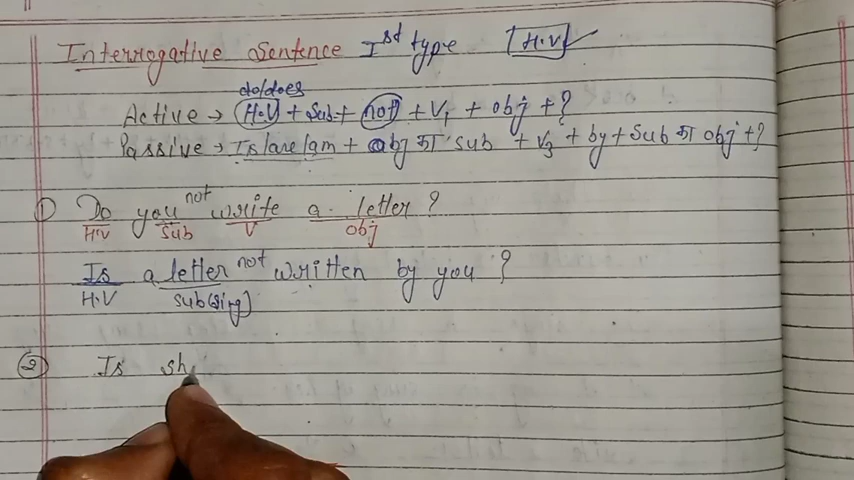 Interrogative Sentence Ist type [H.V]
do/does
Active → H.V + Sub + not + V1 + obj + ?
Passive → Is/are/am + obj का sub + V3 + by + Sub का obj + ?
① Do you not write a letter ?
H.V Sub V obj
Is a letter not written by you ?
H.V Sub(sing)
② Is sh